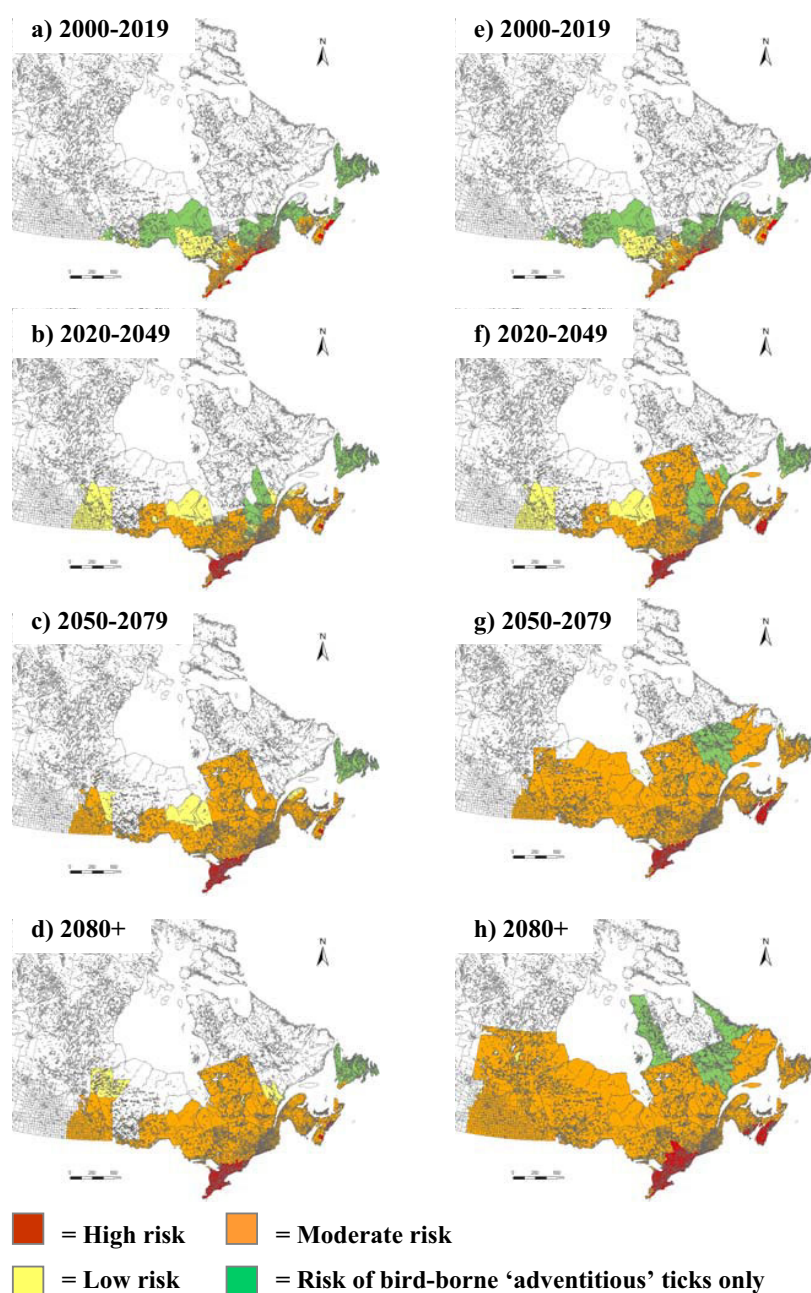 a) 2000-2019
N
e) 2000-2019
N
b) 2020-2049
N
f) 2020-2049
N
c) 2050-2079
N
g) 2050-2079
N
d) 2080+
N
h) 2080+
N
= High risk
= Moderate risk
= Low risk
= Risk of bird-borne ‘adventitious’ ticks only